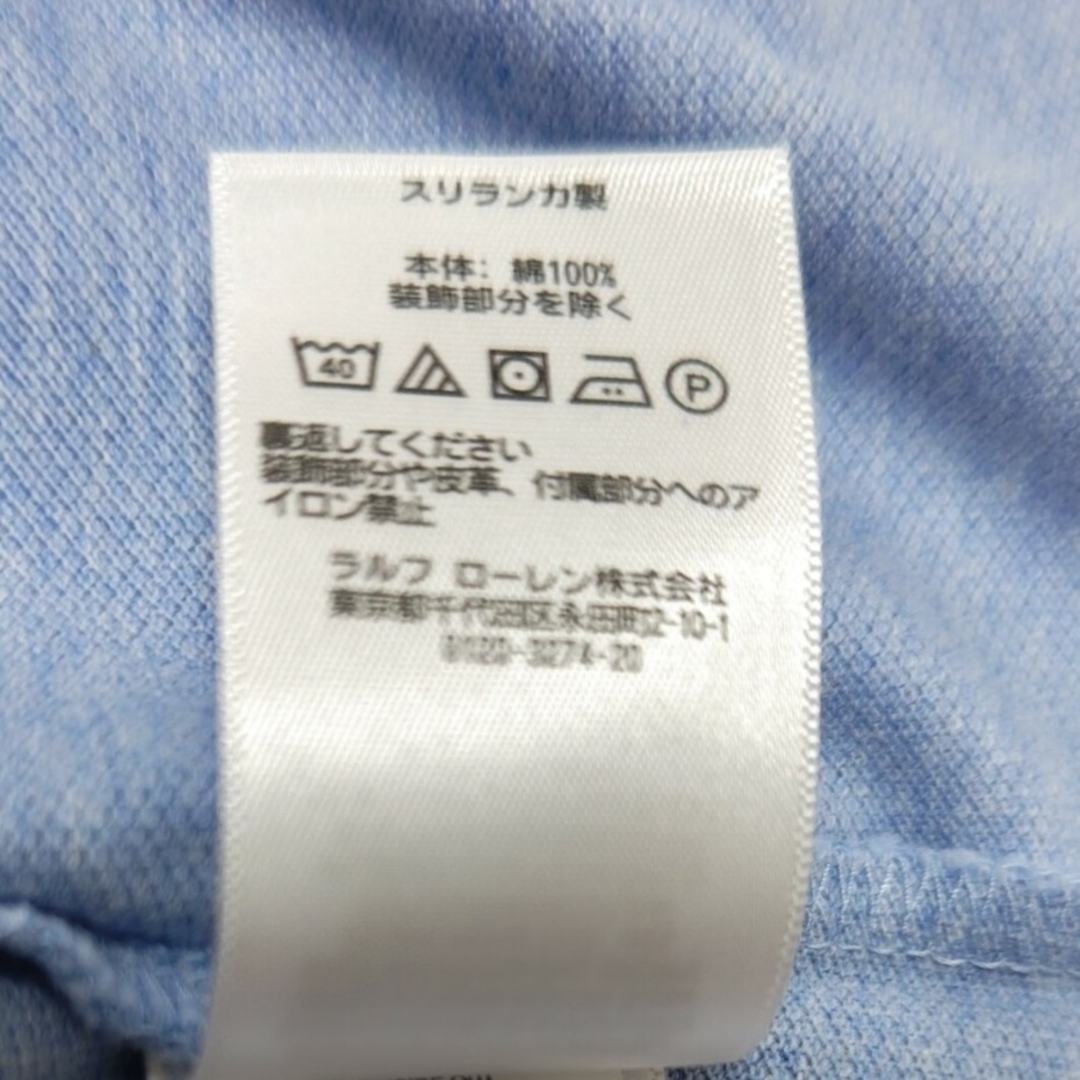 スリランカ製
本体: 綿100%
装飾部分を除く
40
P
裏返してください
装飾部分や皮革、付属部分へのア
イロン禁止
ラルフ ローレン株式会社
東京都千代田区永田町2-10-1
0120-3274-20